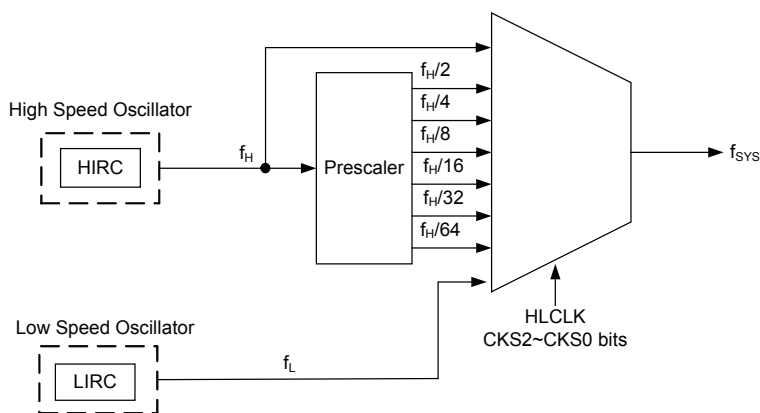 High Speed Oscillator
HIRC
fH
Prescaler
fH/2
fH/4
fH/8
fH/16
fH/32
fH/64
fSYS
HLCLK
CKS2~CKS0 bits
Low Speed Oscillator
LIRC
fL